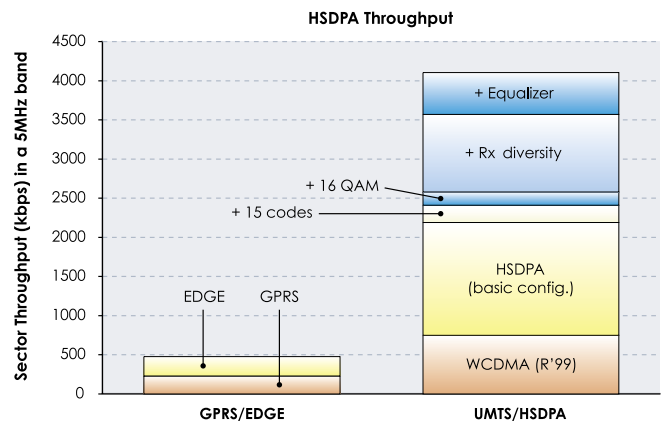 HSDPA Throughput
Sector Throughput (kbps) in a 5MHz band
4500
4000
3500
3000
2500
2000
1500
1000
500
0
+ Equalizer
+ Rx diversity
+ 16 QAM
+ 15 codes
HSDPA
(basic config.)
EDGE
GPRS
WCDMA (R'99)
GPRS/EDGE
UMTS/HSDPA